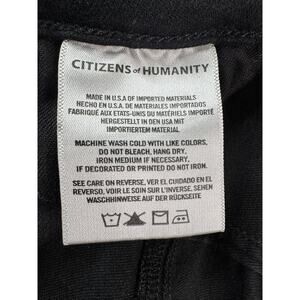 CITIZENS of HUMANITY
MADE IN U.S.A OF IMPORTED MATERIALS
HECHO EN U.S.A. DE MATERIALES IMPORTADOS
FABRIQUÉ AUX ETATS-UNIS DU MATÉRIELS IMPORTÉ
HERGESTELLT IN DEN USA MIT
IMPORTIERTEM MATERIAL
MACHINE WASH COLD WITH LIKE COLORS,
DO NOT BLEACH, HANG DRY.
IRON MEDIUM IF NECESSARY.
IF DECORATED OR PRINTED DO NOT IRON.
SEE CARE ON REVERSE, VER EL CUIDADO EN EL
REVERSO, VOIR LE SOIN SUR L'INVERSE, SEHEN
WASCHHINWEISE AUF DER RÜCKSEITE